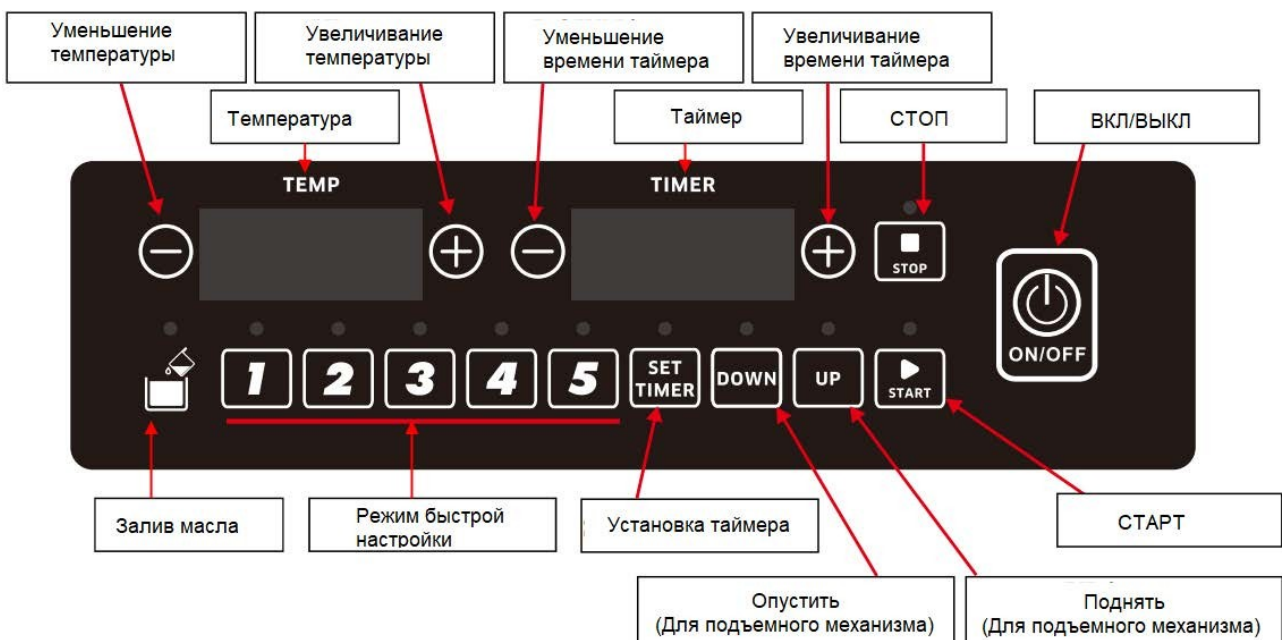 Уменьшение
температуры
Увеличивание
температуры
Уменьшение
времени таймера
Увеличивание
времени таймера
Температура
Таймер
СТОП
ВКЛ/ВЫКЛ
TEMP
TIMER
STOP
ON/OFF
1
2
3
4
5
SET
TIMER
DOWN
UP
START
Залив масла
Режим быстрой
настройки
Установка таймера
СТАРТ
Опустить
(Для подъемного механизма)
Поднять
(Для подъемного механизма)